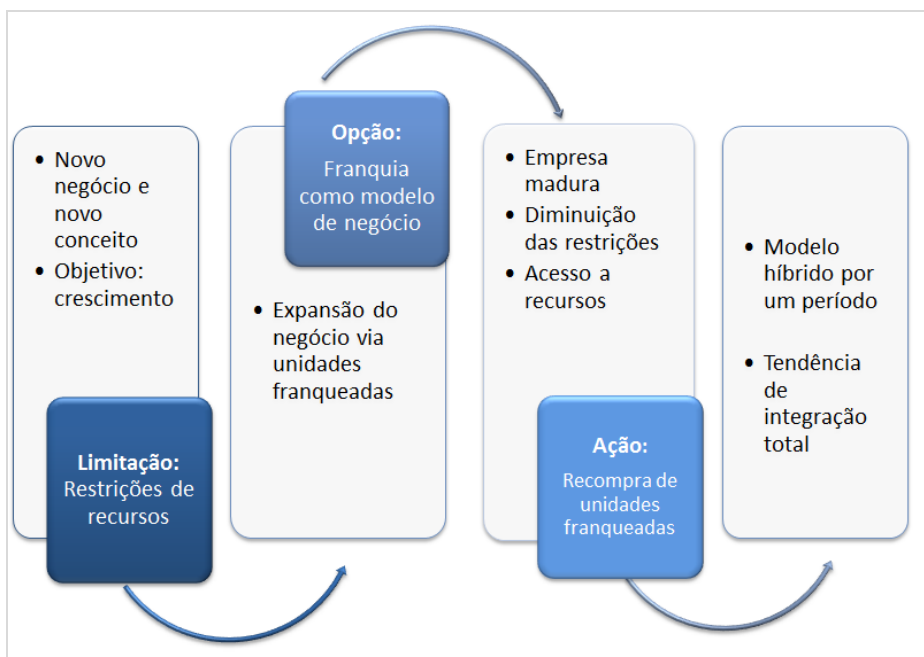 • Novo
negócio e
novo
conceito
• Objetivo:
crescimento
Limitação:
Restrições de
recursos
Opção:
Franquia
como modelo
de negócio
• Expansão do
negócio via
unidades
franqueadas
• Empresa
madura
• Diminuição
das restrições
• Acesso a
recursos
Ação:
Recompra de
unidades
franqueadas
• Modelo
híbrido por
um período
• Tendência
de
integração
total